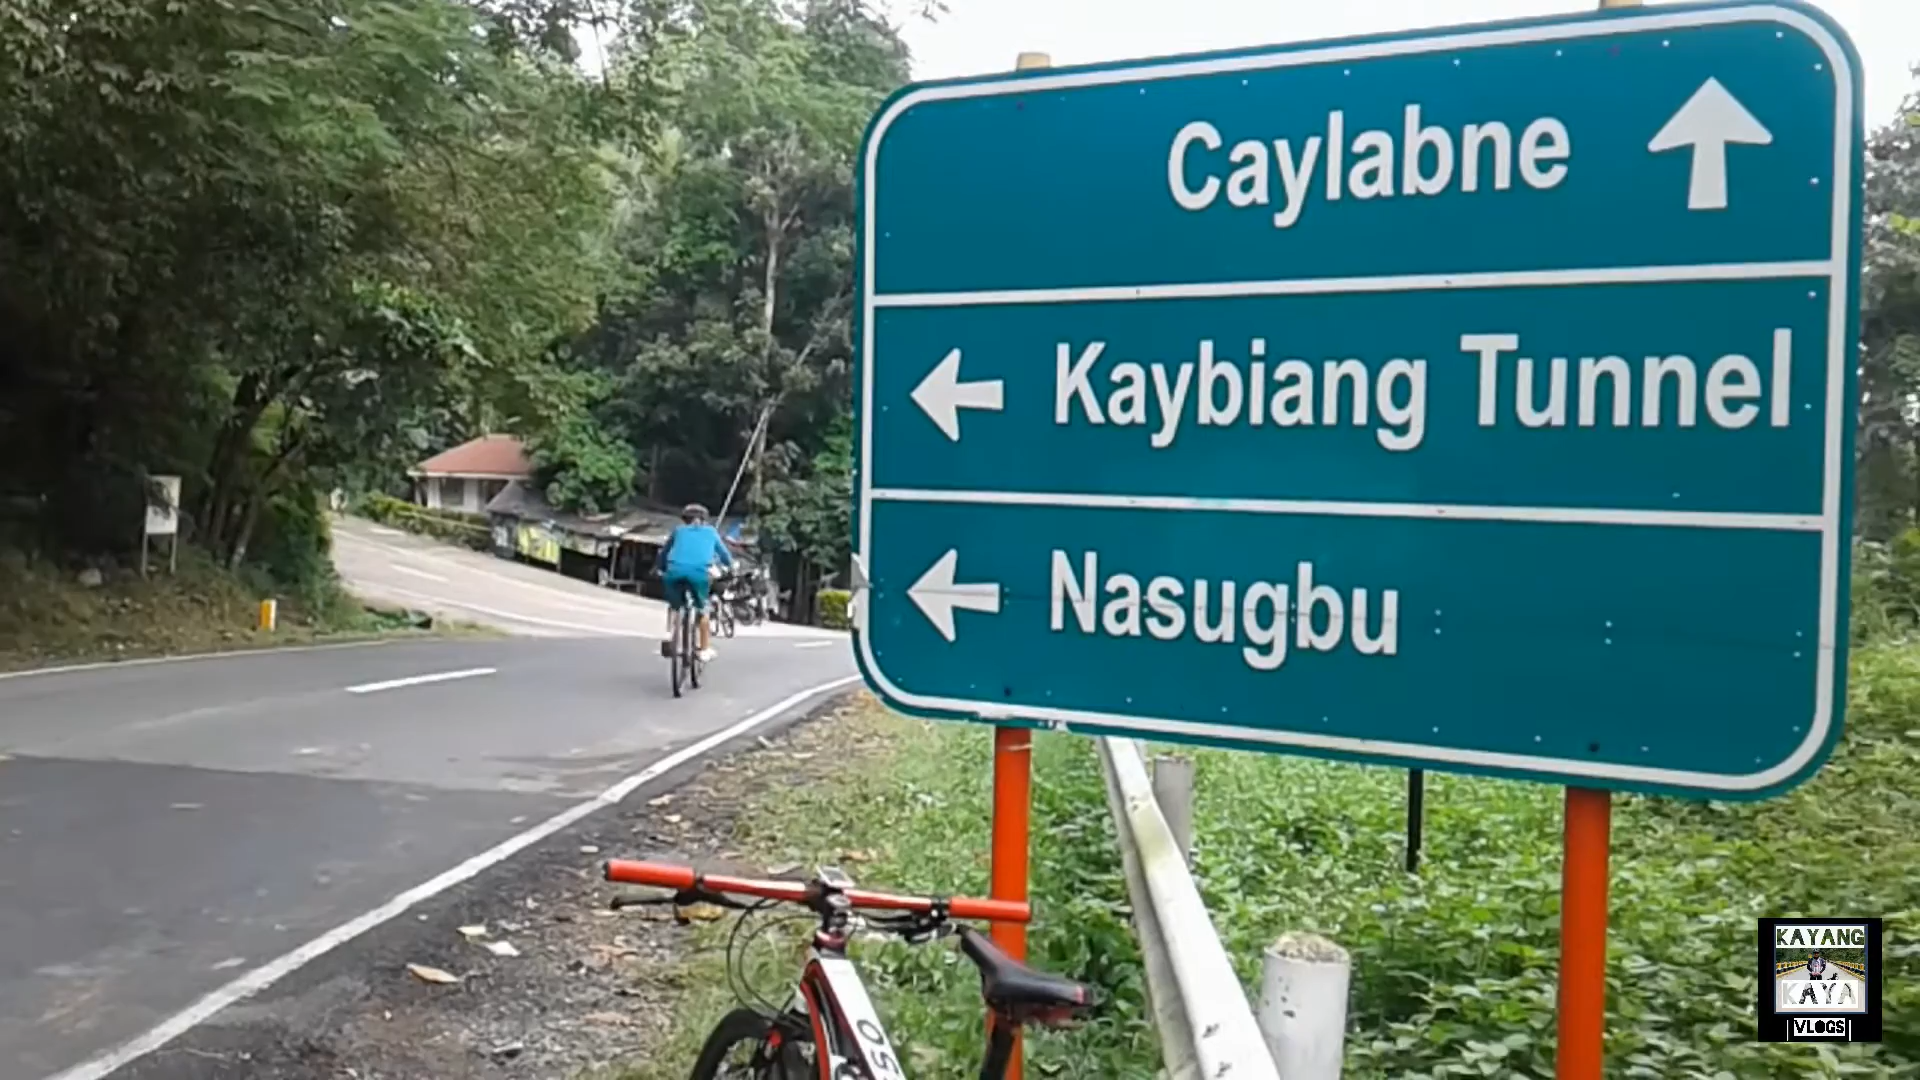 Caylabne
Kaybiang Tunnel
Nasugbu
KAYANG
KAYA
VLOGS